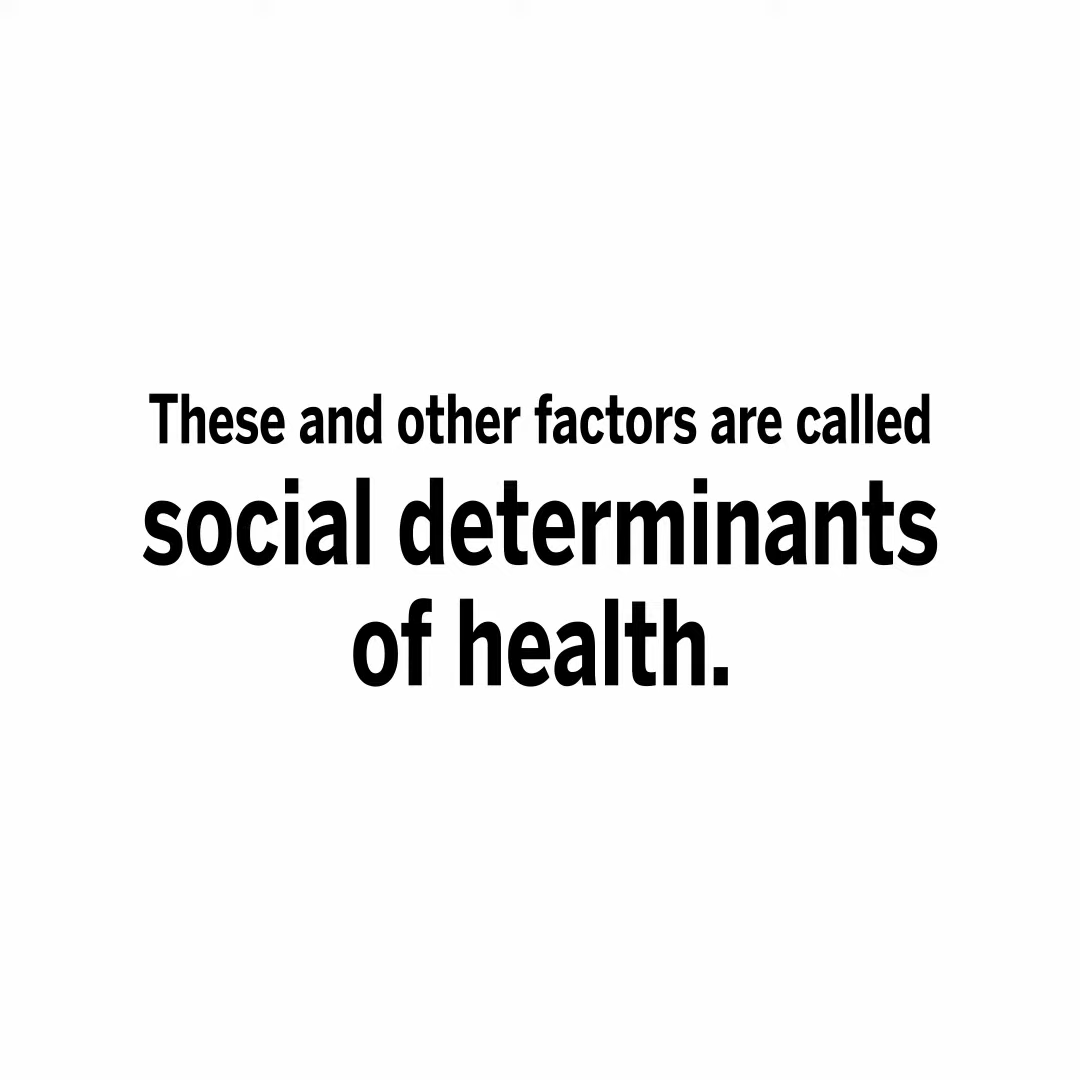 These and other factors are called
social determinants
of health.